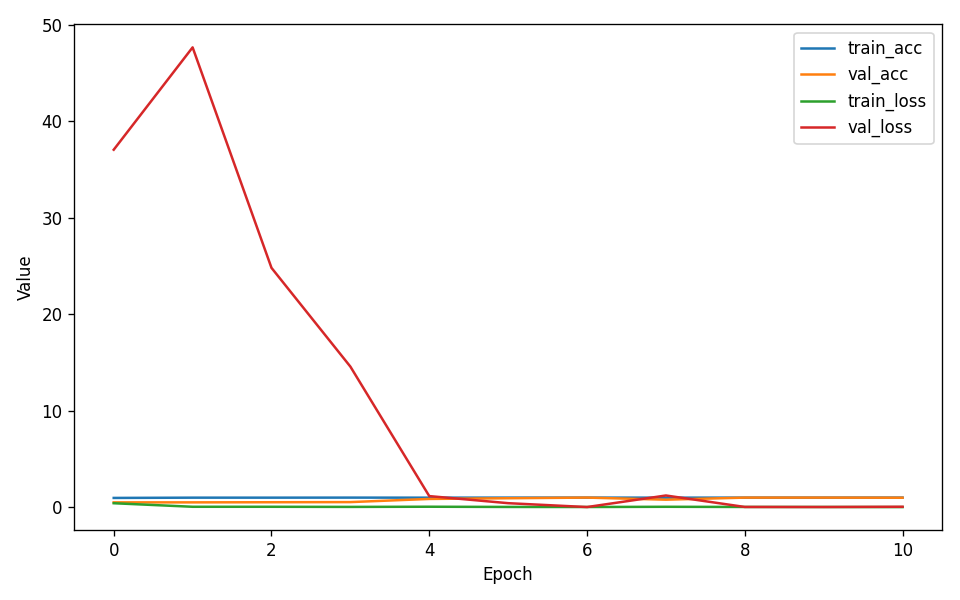 50
40
30
20
10
0
Value
0 2 4 6 8 10
Epoch
train_acc
val_acc
train_loss
val_loss